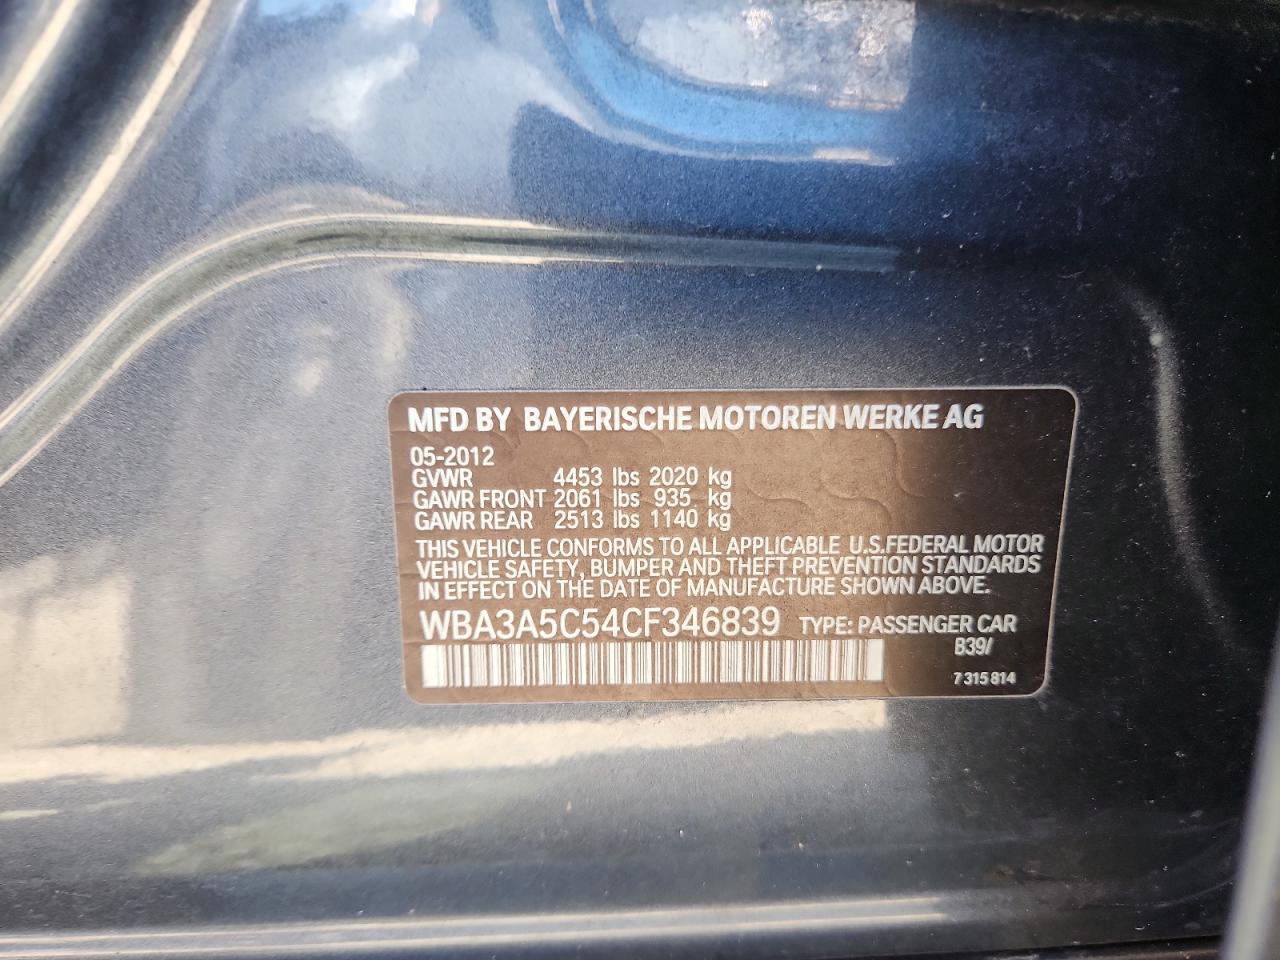 MFD BY BAYERISCHE MOTOREN WERKE AG
05-2012
GVWR 4453 lbs 2020 kg
GAWR FRONT 2061 lbs 935 kg
GAWR REAR 2513 lbs 1140 kg
THIS VEHICLE CONFORMS TO ALL APPLICABLE U.S.FEDERAL MOTOR
VEHICLE SAFETY, BUMPER AND THEFT PREVENTION STANDARDS
IN EFFECT ON THE DATE OF MANUFACTURE SHOWN ABOVE.
WBA3A5C54CF346839 TYPE: PASSENGER CAR
B39/
7 315 814